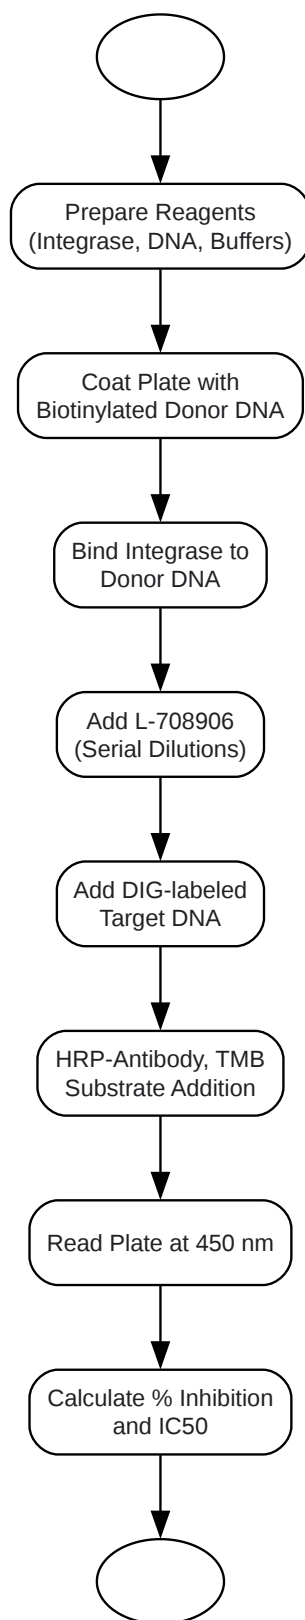 Prepare Reagents
(Integrase, DNA, Buffers)
Coat Plate with
Biotinylated Donor DNA
Bind Integrase to
Donor DNA
Add L-708906
(Serial Dilutions)
Add DIG-labeled
Target DNA
HRP-Antibody, TMB
Substrate Addition
Read Plate at 450 nm
Calculate % Inhibition
and IC50